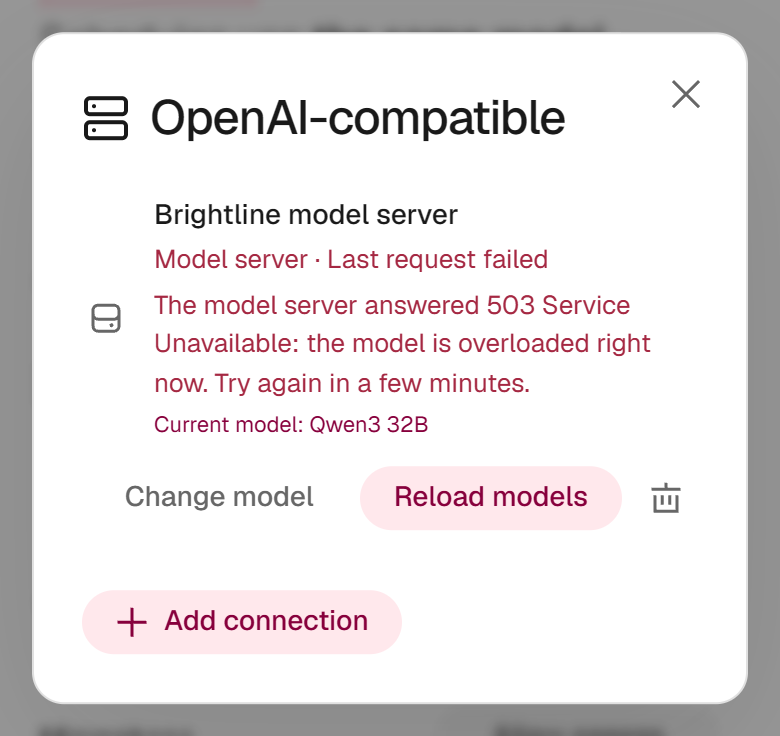 OpenAI-compatible
Brightline model server
Model server · Last request failed
The model server answered 503 Service
Unavailable: the model is overloaded right
now. Try again in a few minutes.
Current model: Qwen3 32B
Change model
Reload models
Add connection